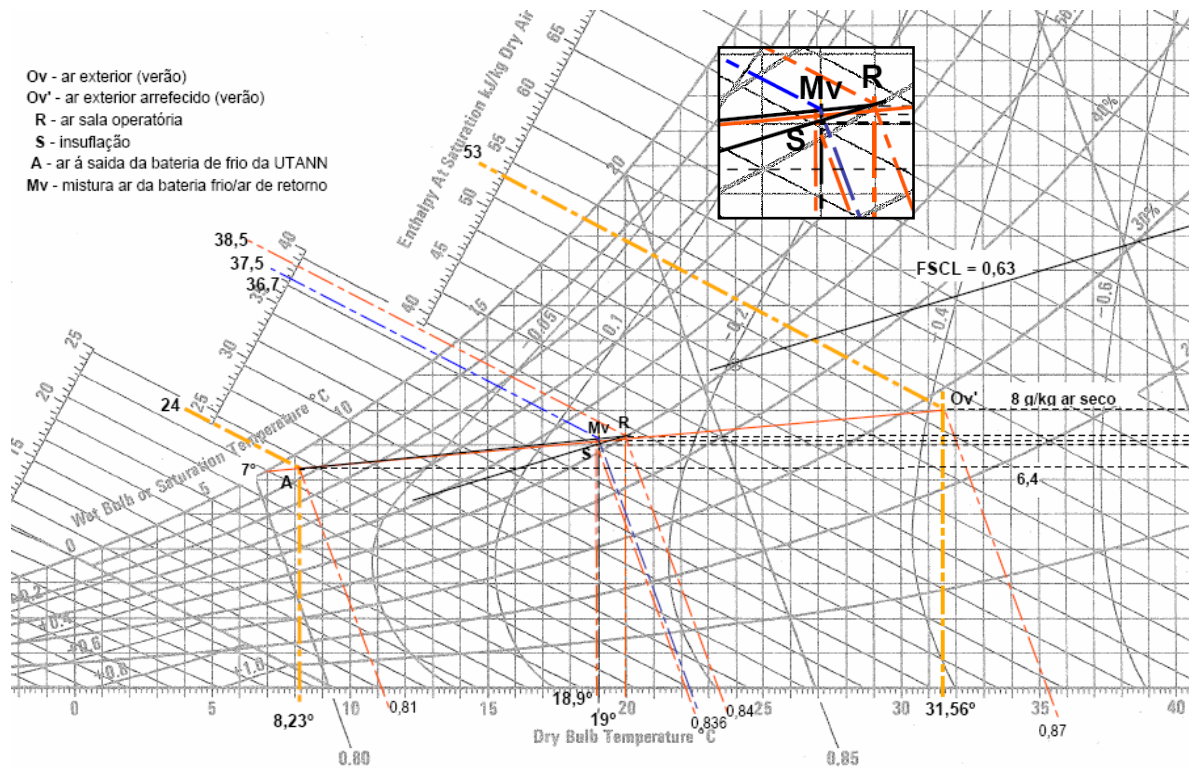 Ov - ar exterior (verão)
Ov' - ar exterior arrefecido (verão)
R - ar sala operatória
S - insuflação
A - ar á saida da bateria de frio da UTANN
Mv - mistura ar da bateria frio/ar de retorno
Enthalpy At Saturation kJ/kg Dry Air
65
60
55
50
45
40
53
Mv
R
S
20
40%
30%
FSCL = 0,63
38,5
37,5
36,7
40
35
30
25
25
20
15
24
Wet Bulb or Saturation Temperature °C
0
5
10
15
-0.05
-0.1
-0.2
-0.4
-0.6
7°
A
Mv
R
S
Ov'
8 g/kg ar seco
6,4
+0.2
+0.4
+0.6
+0.8
+1.0
0
5
10
15
20
25
30
35
40
8,23°
0,81
18,9°
19°
0,836
0,84
31,56°
0,87
Dry Bulb Temperature °C
0.80
0.85